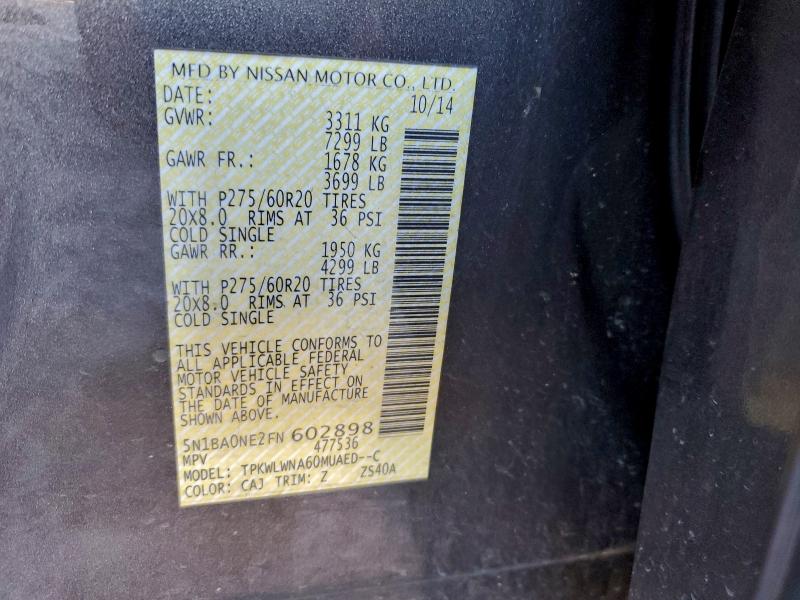 MFD BY NISSAN MOTOR CO., LTD.
DATE: 10/14
GVWR: 3311 KG
7299 LB
GAWR FR.: 1678 KG
3699 LB
WITH P275/60R20 TIRES
20X8.0 RIMS AT 36 PSI
COLD SINGLE
GAWR RR.: 1950 KG
4299 LB
WITH P275/60R20 TIRES
20X8.0 RIMS AT 36 PSI
COLD SINGLE
THIS VEHICLE CONFORMS TO
ALL APPLICABLE FEDERAL
MOTOR VEHICLE SAFETY
STANDARDS IN EFFECT ON
THE DATE OF MANUFACTURE
SHOWN ABOVE.
5N1BA0NE2FN 602898
MPV 477536
MODEL: TPKWLWNA60MUAED--C
COLOR: CAJ TRIM: Z ZS40A